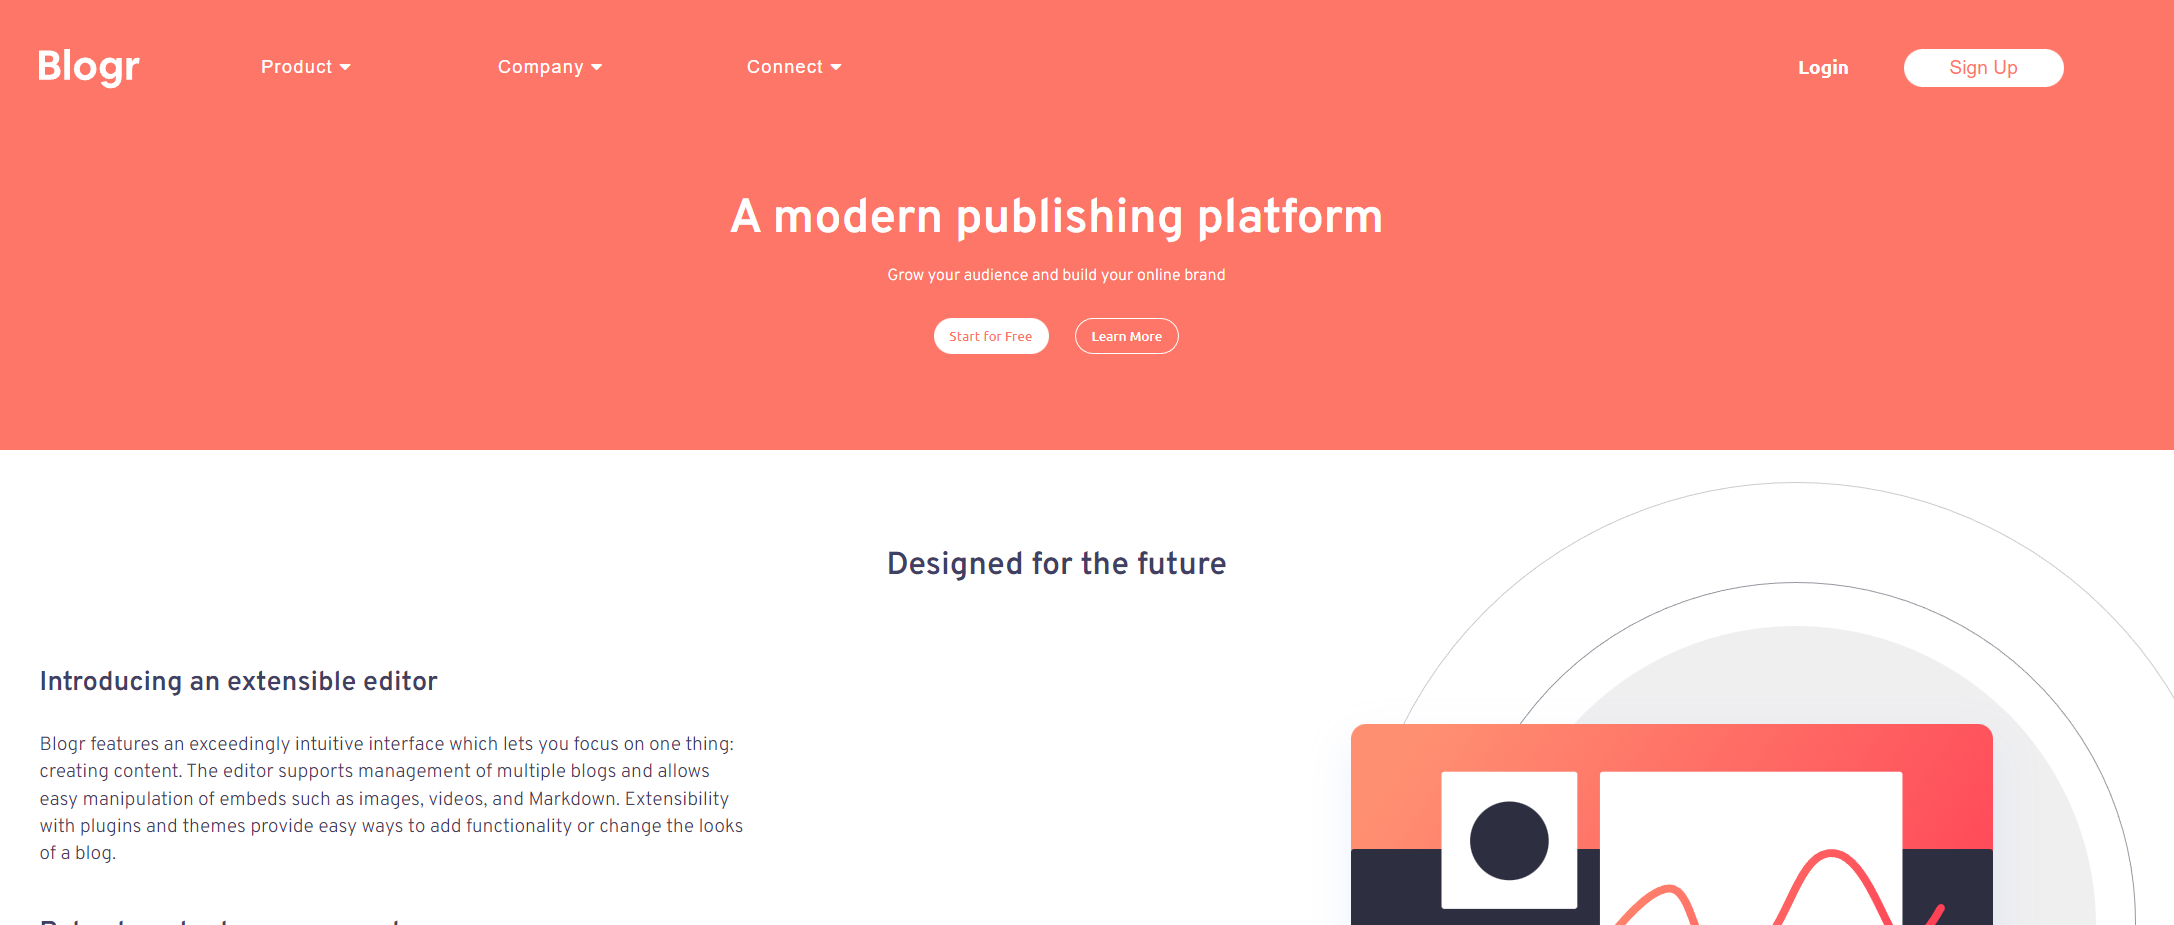 Blogr
Product
Company
Connect
Login
Sign Up
A modern publishing platform
Grow your audience and build your online brand
Start for Free
Learn More
Designed for the future
Introducing an extensible editor
Blogr features an exceedingly intuitive interface which lets you focus on one thing:
creating content. The editor supports management of multiple blogs and allows
easy manipulation of embeds such as images, videos, and Markdown. Extensibility
with plugins and themes provide easy ways to add functionality or change the looks
of a blog.